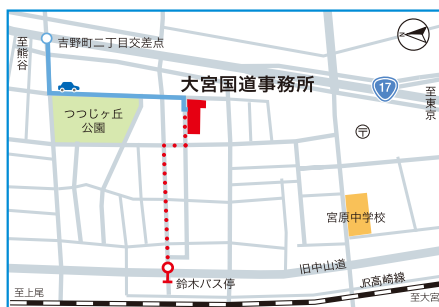 至熊谷
吉野町二丁目交差点
大宮国道事務所
17
至東京
つつじヶ丘
公園
〒
宮原中学校
鈴木バス停
旧中山道
JR高崎線
至上尾
至大宮